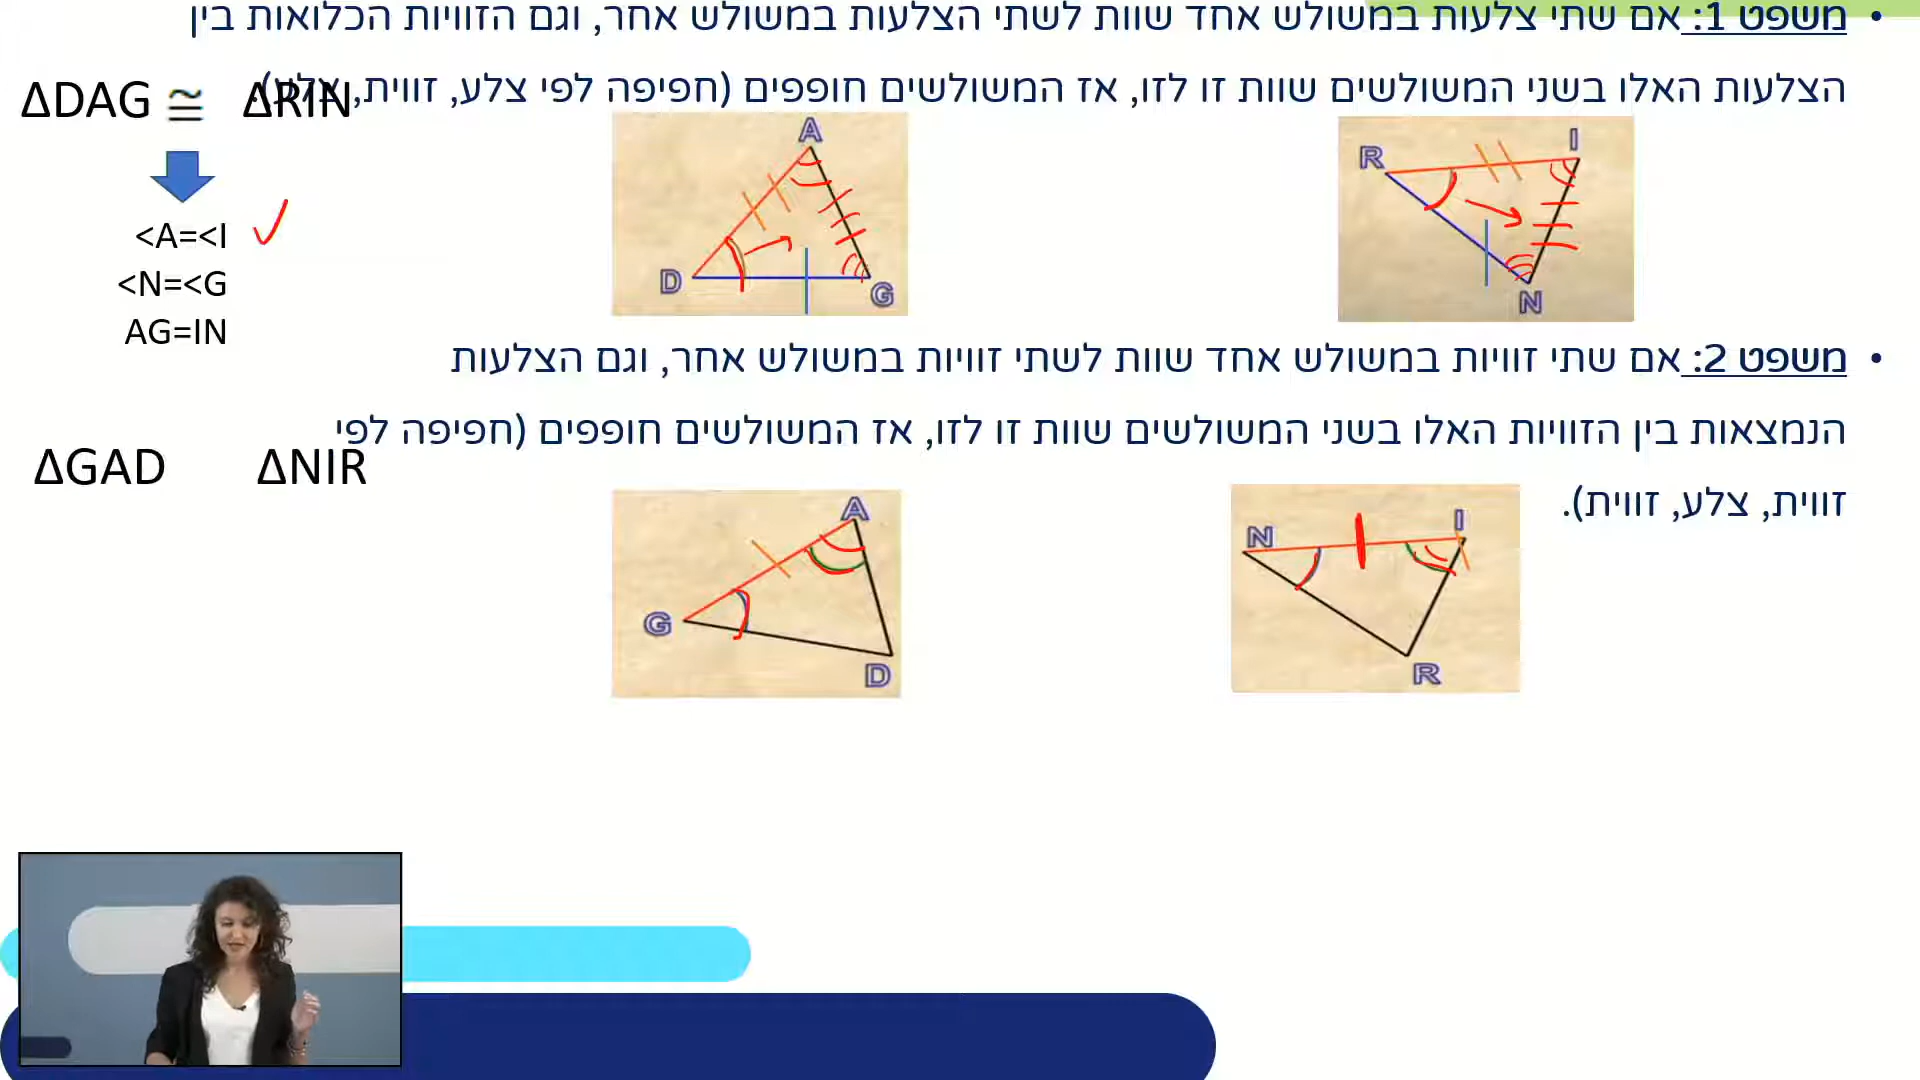 משפט 1: אם שתי צלעות במשולש אחד שוות לשתי הצלעות במשולש אחר, וגם הזוויות הכלואות בין
הצלעות האלו בשני המשולשים שוות זו לזו, אז המשולשים חופפים (חפיפה לפי צלע, זווית, צלע).
ΔDAG ≅ ΔRIN
<A=<I
<N=<G
AG=IN
A
D
G
R
I
N
משפט 2: אם שתי זוויות במשולש אחד שוות לשתי זוויות במשולש אחר, וגם הצלעות
הנמצאות בין הזוויות האלו בשני המשולשים שוות זו לזו, אז המשולשים חופפים (חפיפה לפי
זווית, צלע, זווית).
ΔGAD ΔNIR
A
G
D
N
I
R